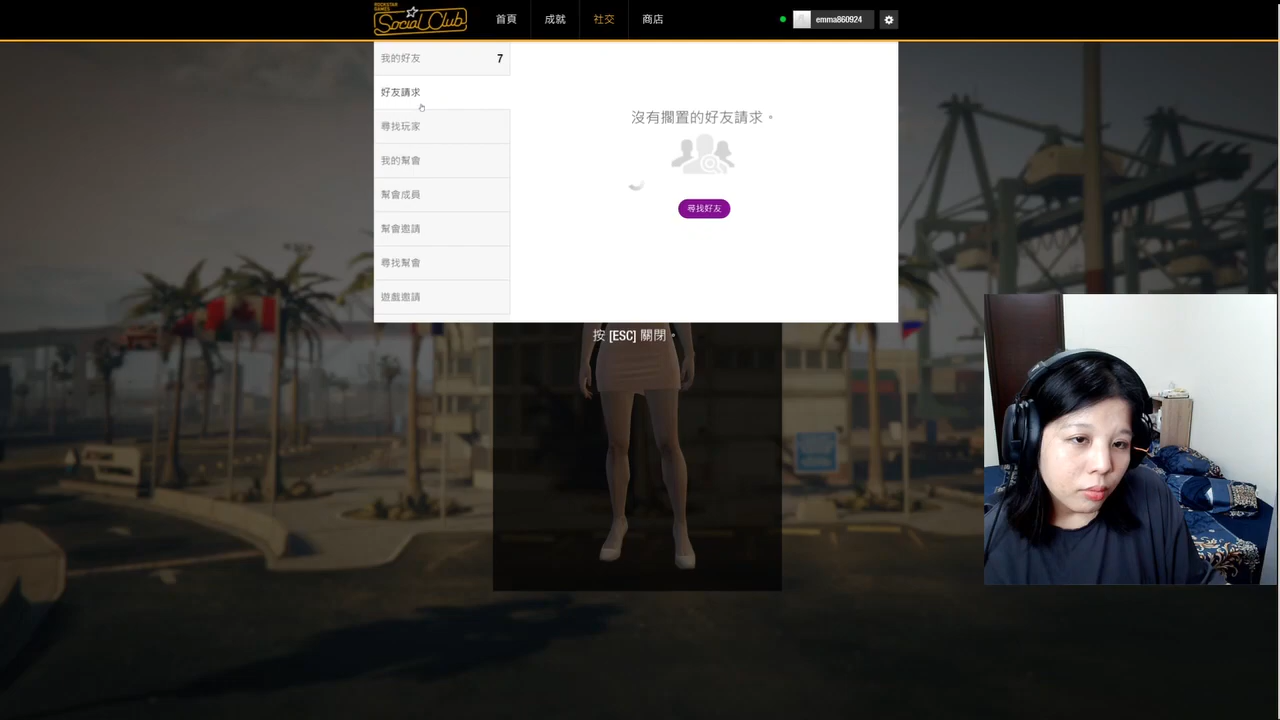 ROCKSTAR
GAMES
Social Club
首頁
成就
社交
商店
emma860924
我的好友
7
好友請求
尋找玩家
我的幫會
幫會成員
幫會邀請
尋找幫會
遊戲邀請
沒有擱置的好友請求。
尋找好友
按 [ESC] 關閉。